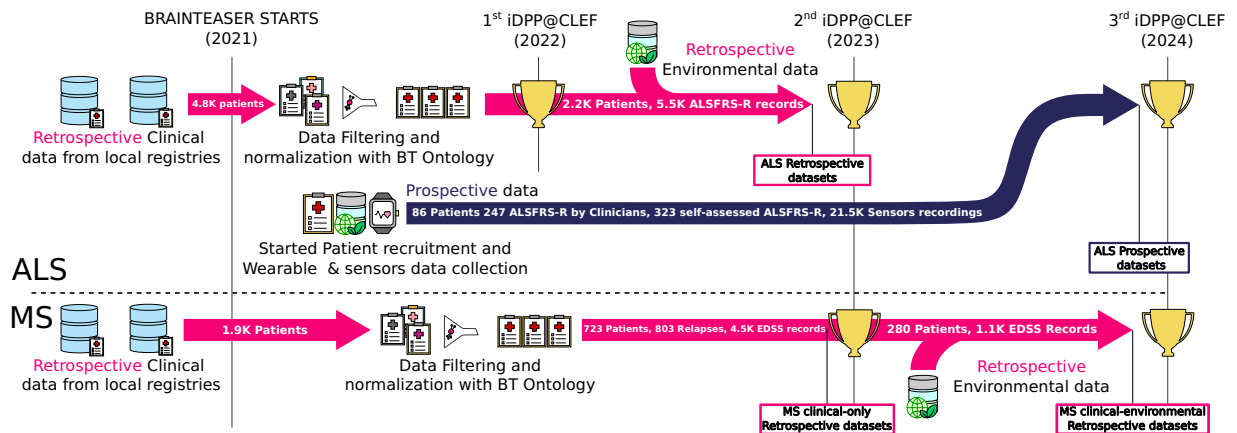 BRAINTEASER STARTS
(2021)
1st iDPP@CLEF
(2022)
2nd iDPP@CLEF
(2023)
3rd iDPP@CLEF
(2024)
Retrospective
Environmental data
4.8K patients
2.2K Patients, 5.5K ALSFRS-R records
Retrospective Clinical
data from local registries
Data Filtering and
normalization with BT Ontology
ALS Retrospective
datasets
Prospective data
86 Patients 247 ALSFRS-R by Clinicians, 323 self-assessed ALSFRS-R, 21.5K Sensors recordings
Started Patient recruitment and
Wearable & sensors data collection
ALS Prospective
datasets
ALS
MS
1.9K Patients
723 Patients, 803 Relapses, 4.5K EDSS records
280 Patients, 1.1K EDSS Records
Retrospective Clinical
data from local registries
Data Filtering and
normalization with BT Ontology
Retrospective
Environmental data
MS clinical-only
Retrospective datasets
MS clinical-environmental
Retrospective datasets